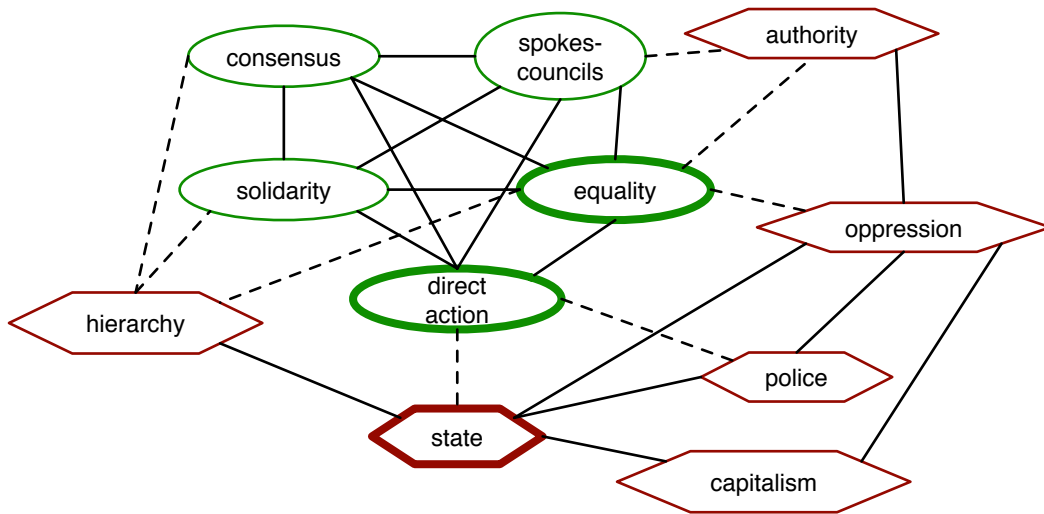 authority
spokes-
councils
consensus
solidarity
equality
oppression
direct
action
hierarchy
police
state
capitalism